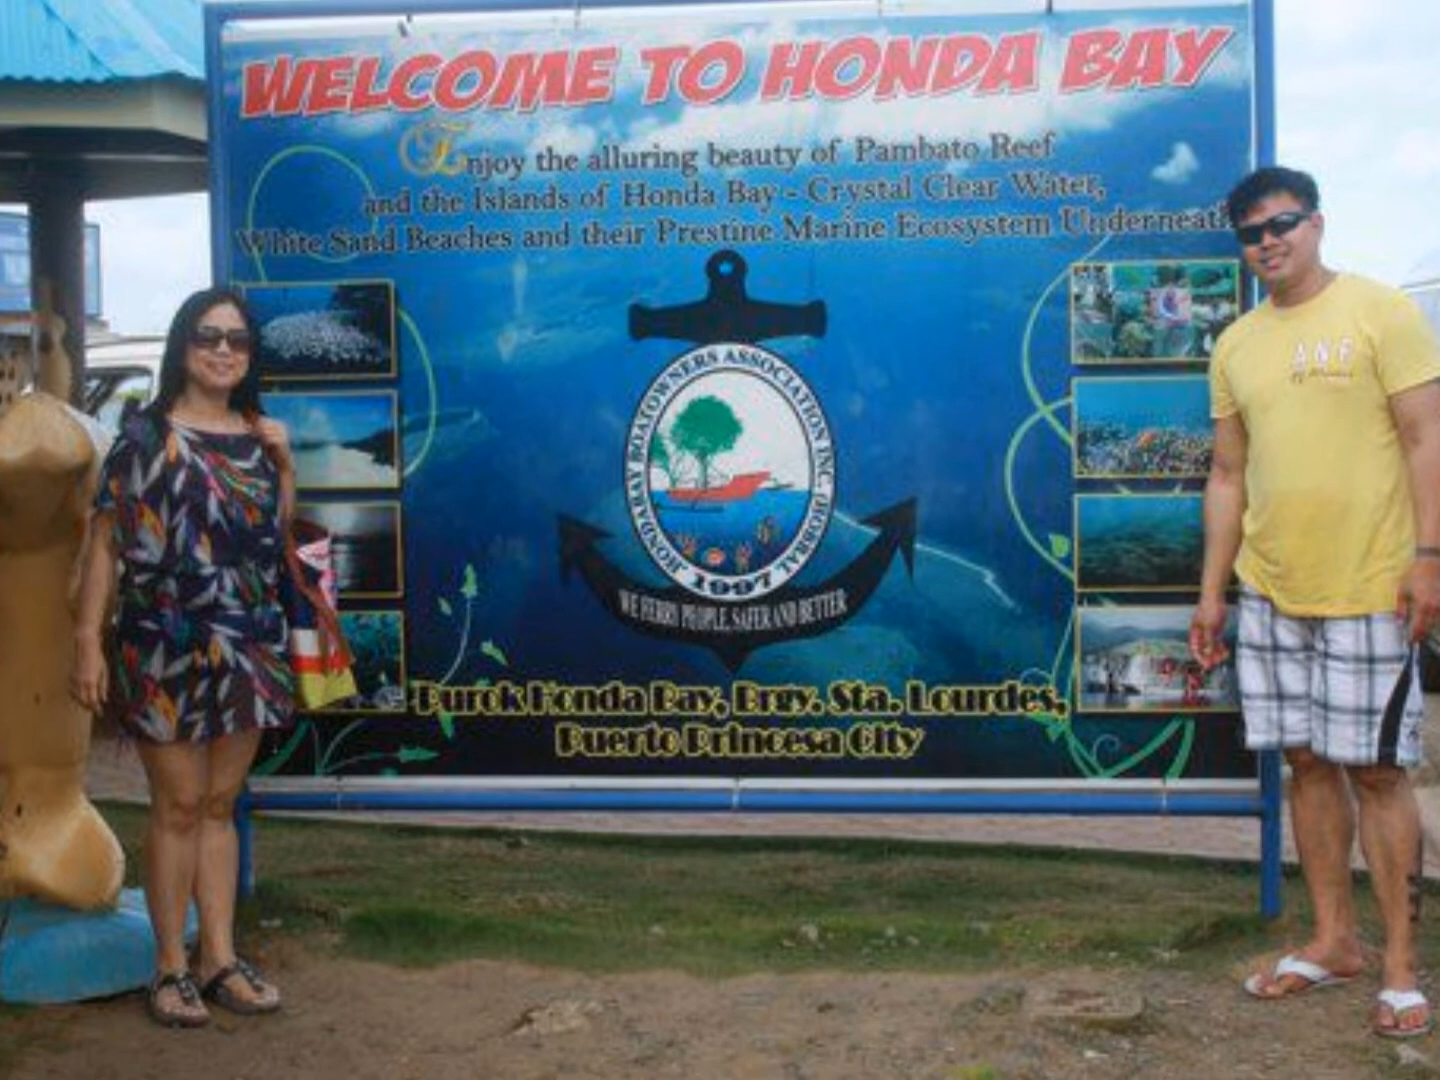 WELCOME TO HONDA BAY
Enjoy the alluring beauty of Pambato Reef
and the Islands of Honda Bay - Crystal Clear Water,
White Sand Beaches and their Prestine Marine Ecosystem Underneath
HONDABAY BOATOWNERS ASSOCIATION INC. (HOBBAI)
1997
WE FERRY PEOPLE, SAFER AND BETTER
Purok Honda Bay, Brgy. Sta. Lourdes,
Puerto Princesa City
ANF